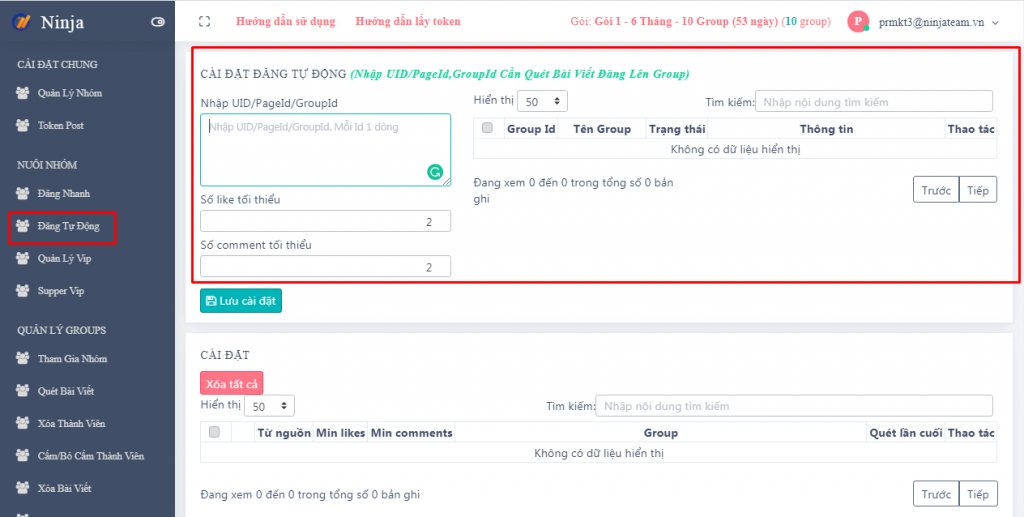 Ninja
Hướng dẫn sử dụng
Hướng dẫn lấy token
Gói: Gói 1 - 6 Tháng - 10 Group (53 ngày) (10 group)
P
prmkt3@ninjateam.vn
CÀI ĐẶT CHUNG
Quản Lý Nhóm
Token Post
NUÔI NHÓM
Đăng Nhanh
Đăng Tự Động
Quản Lý Vip
Supper Vip
QUẢN LÝ GROUPS
Tham Gia Nhóm
Quét Bài Viết
Xóa Thành Viên
Cấm/Bỏ Cấm Thành Viên
Xóa Bài Viết
CÀI ĐẶT ĐĂNG TỰ ĐỘNG (Nhập UID/PageId,GroupId Cần Quét Bài Viết Đăng Lên Group)
Nhập UID/PageId/GroupId
Nhập UID/PageId/GroupId. Mỗi Id 1 dòng
Số like tối thiểu
2
Số comment tối thiểu
2
Hiển thị 50
Tìm kiếm: Nhập nội dung tìm kiếm
Group Id Tên Group Trạng thái Thông tin Thao tác
Không có dữ liệu hiển thị
Đang xem 0 đến 0 trong tổng số 0 bản
ghi
Trước Tiếp
Lưu cài đặt
CÀI ĐẶT
Xóa tất cả
Hiển thị 50
Tìm kiếm: Nhập nội dung tìm kiếm
Từ nguồn Min likes Min comments Group Quét lần cuối Thao tác
Không có dữ liệu hiển thị
Đang xem 0 đến 0 trong tổng số 0 bản ghi
Trước Tiếp